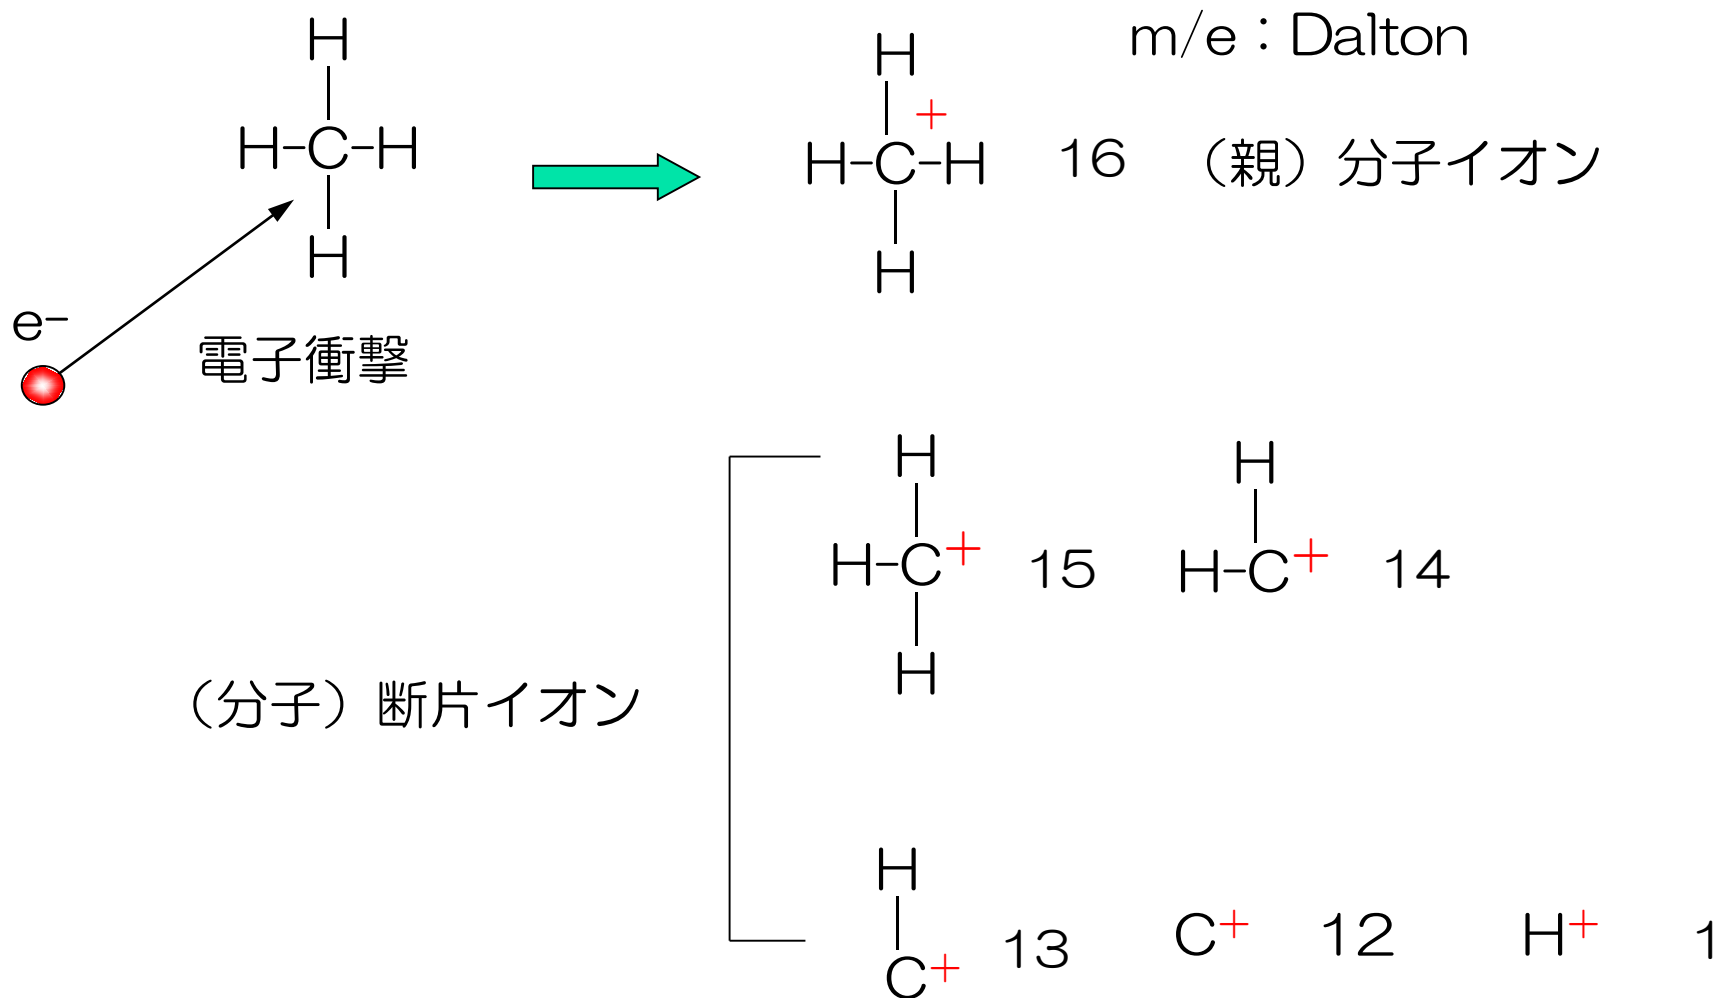 m/e：Dalton
H
H–C–H
H
e–
電子衝撃
H
+
H–C–H
H
16 （親）分子イオン
（分子）断片イオン
H
H–C+ 15
H
H
H–C+ 14
H
C+ 13
C+ 12
H+ 1